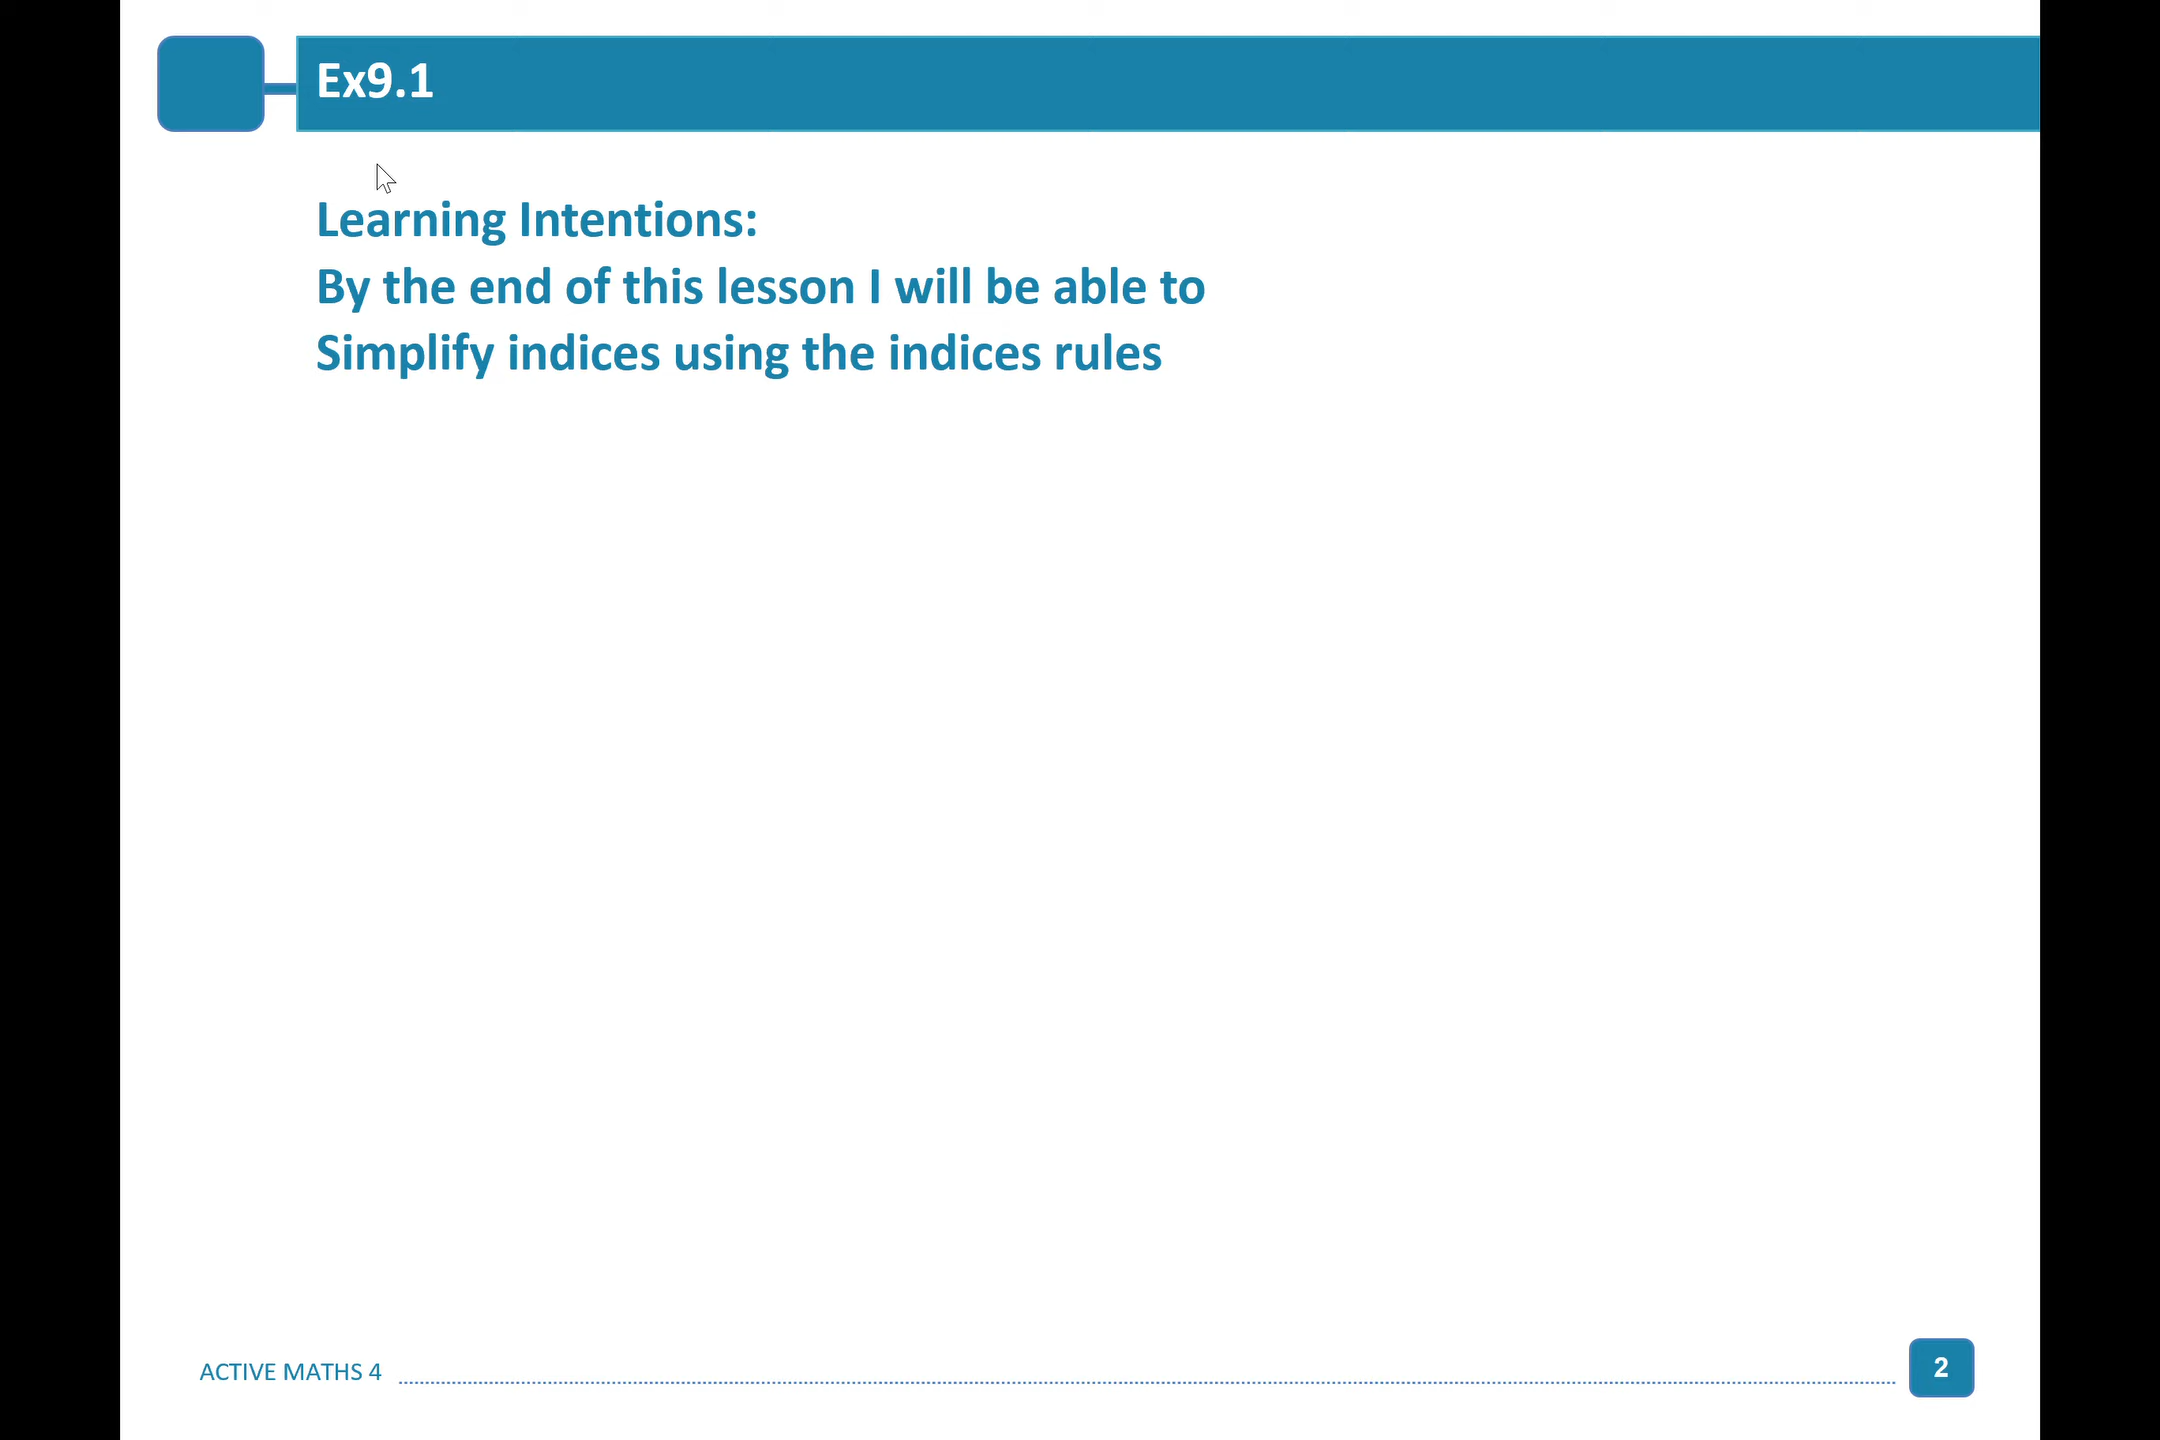 Ex9.1
Learning Intentions:
By the end of this lesson I will be able to
Simplify indices using the indices rules
ACTIVE MATHS 4
2